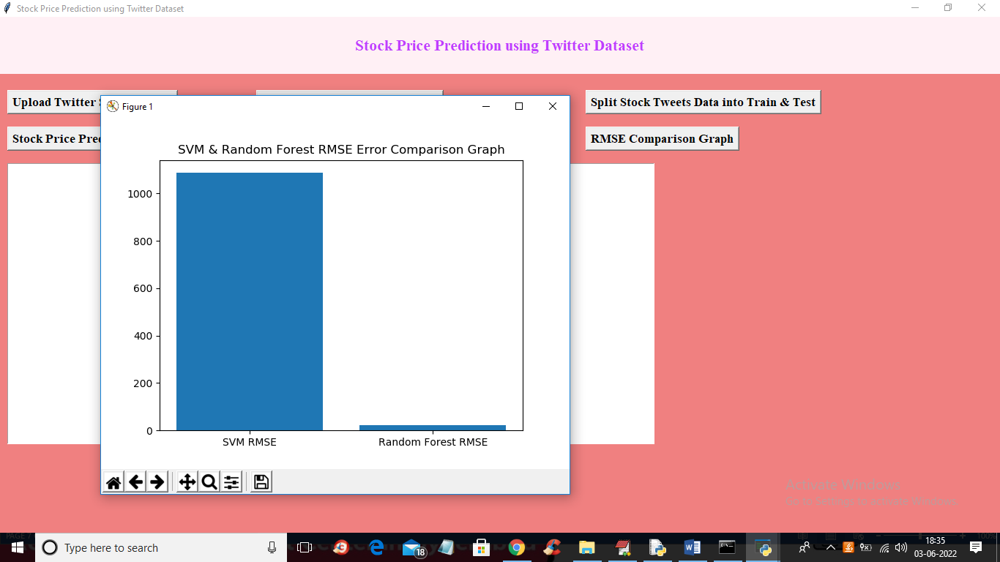 Stock Price Prediction using Twitter Dataset
Stock Price Prediction using Twitter Dataset
Upload Twitter
Split Stock Tweets Data into Train & Test
Stock Price Pre
RMSE Comparison Graph
Figure 1
SVM & Random Forest RMSE Error Comparison Graph
1000
800
600
400
200
0
SVM RMSE
Random Forest RMSE
Activate Windows
Go to Settings to activate Windows.
PAGE 7
100%
Type here to search
18
18:35
03-06-2022